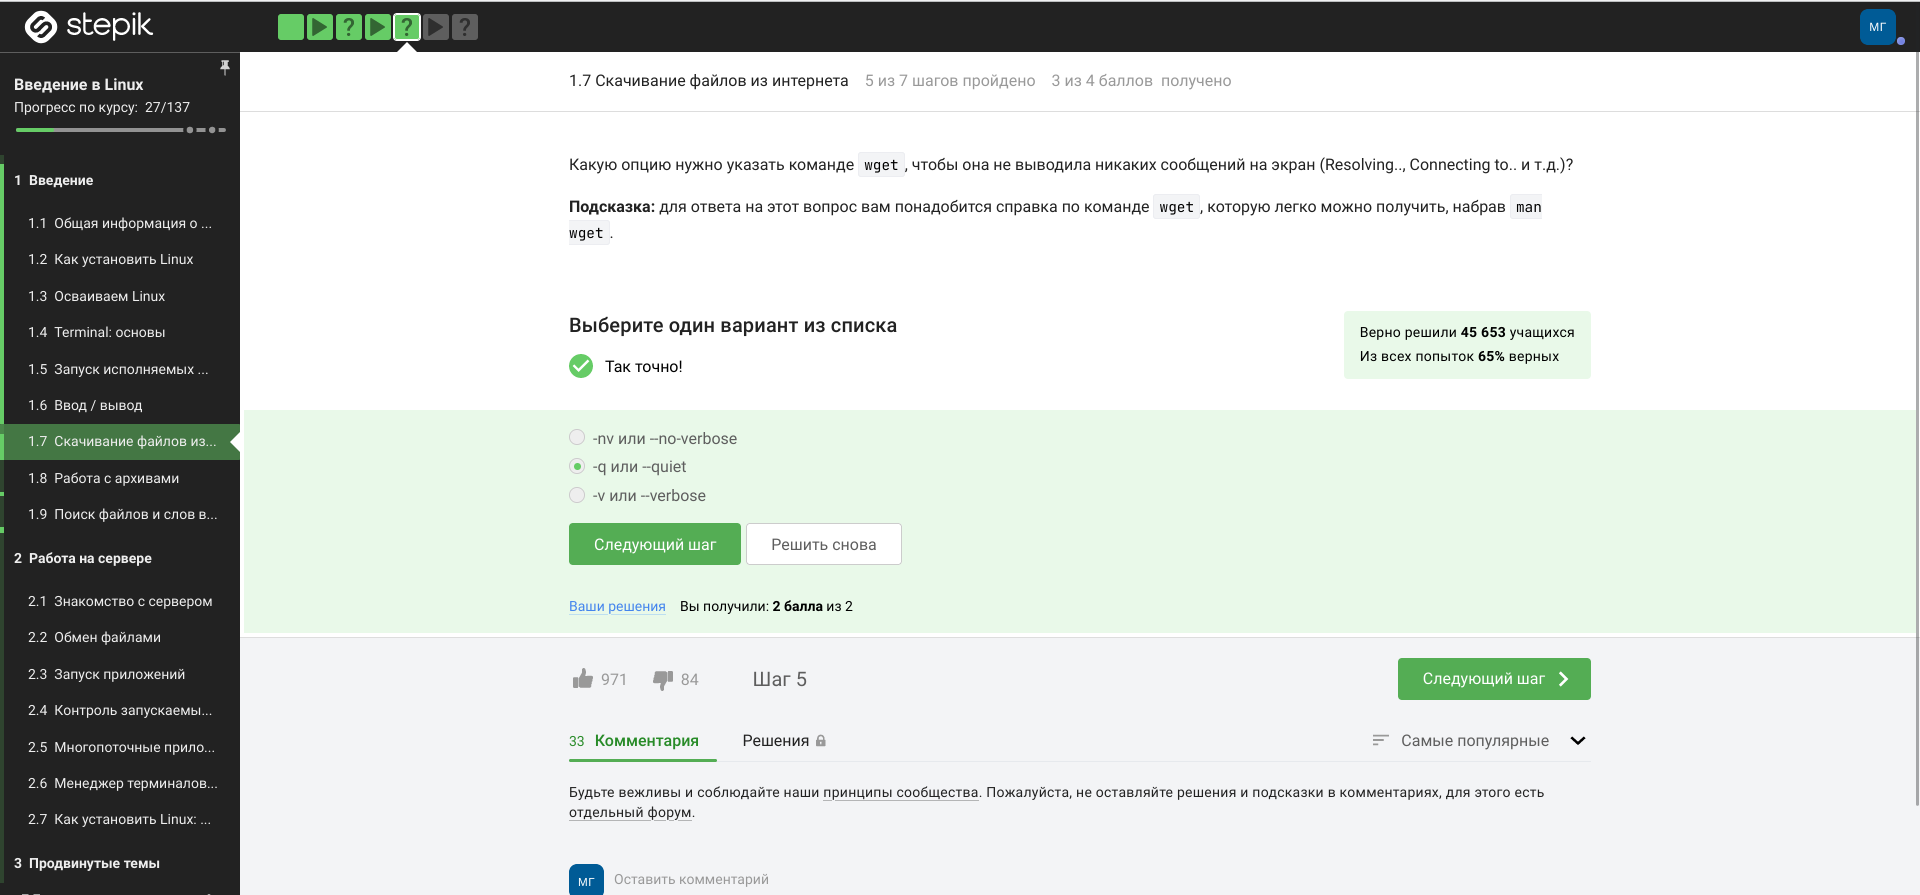 stepik
?
?
?
МГ
Введение в Linux
Прогресс по курсу: 27/137
1 Введение
1.1 Общая информация о ...
1.2 Как установить Linux
1.3 Осваиваем Linux
1.4 Terminal: основы
1.5 Запуск исполняемых ...
1.6 Ввод / вывод
1.7 Скачивание файлов из...
1.8 Работа с архивами
1.9 Поиск файлов и слов в...
2 Работа на сервере
2.1 Знакомство с сервером
2.2 Обмен файлами
2.3 Запуск приложений
2.4 Контроль запускаемы...
2.5 Многопоточные прило...
2.6 Менеджер терминалов...
2.7 Как установить Linux: ...
3 Продвинутые темы
1.7 Скачивание файлов из интернета 5 из 7 шагов пройдено 3 из 4 баллов получено
Какую опцию нужно указать команде wget, чтобы она не выводила никаких сообщений на экран (Resolving.., Connecting to.. и т.д.)?
Подсказка: для ответа на этот вопрос вам понадобится справка по команде wget, которую легко можно получить, набрав man
wget.
Выберите один вариант из списка
Так точно!
Верно решили 45 653 учащихся
Из всех попыток 65% верных
-nv или --no-verbose
-q или --quiet
-v или --verbose
Следующий шаг
Решить снова
Ваши решения Вы получили: 2 балла из 2
971 84 Шаг 5
Следующий шаг
33 Комментария Решения
Самые популярные
Будьте вежливы и соблюдайте наши принципы сообщества. Пожалуйста, не оставляйте решения и подсказки в комментариях, для этого есть
отдельный форум.
МГ Оставить комментарий